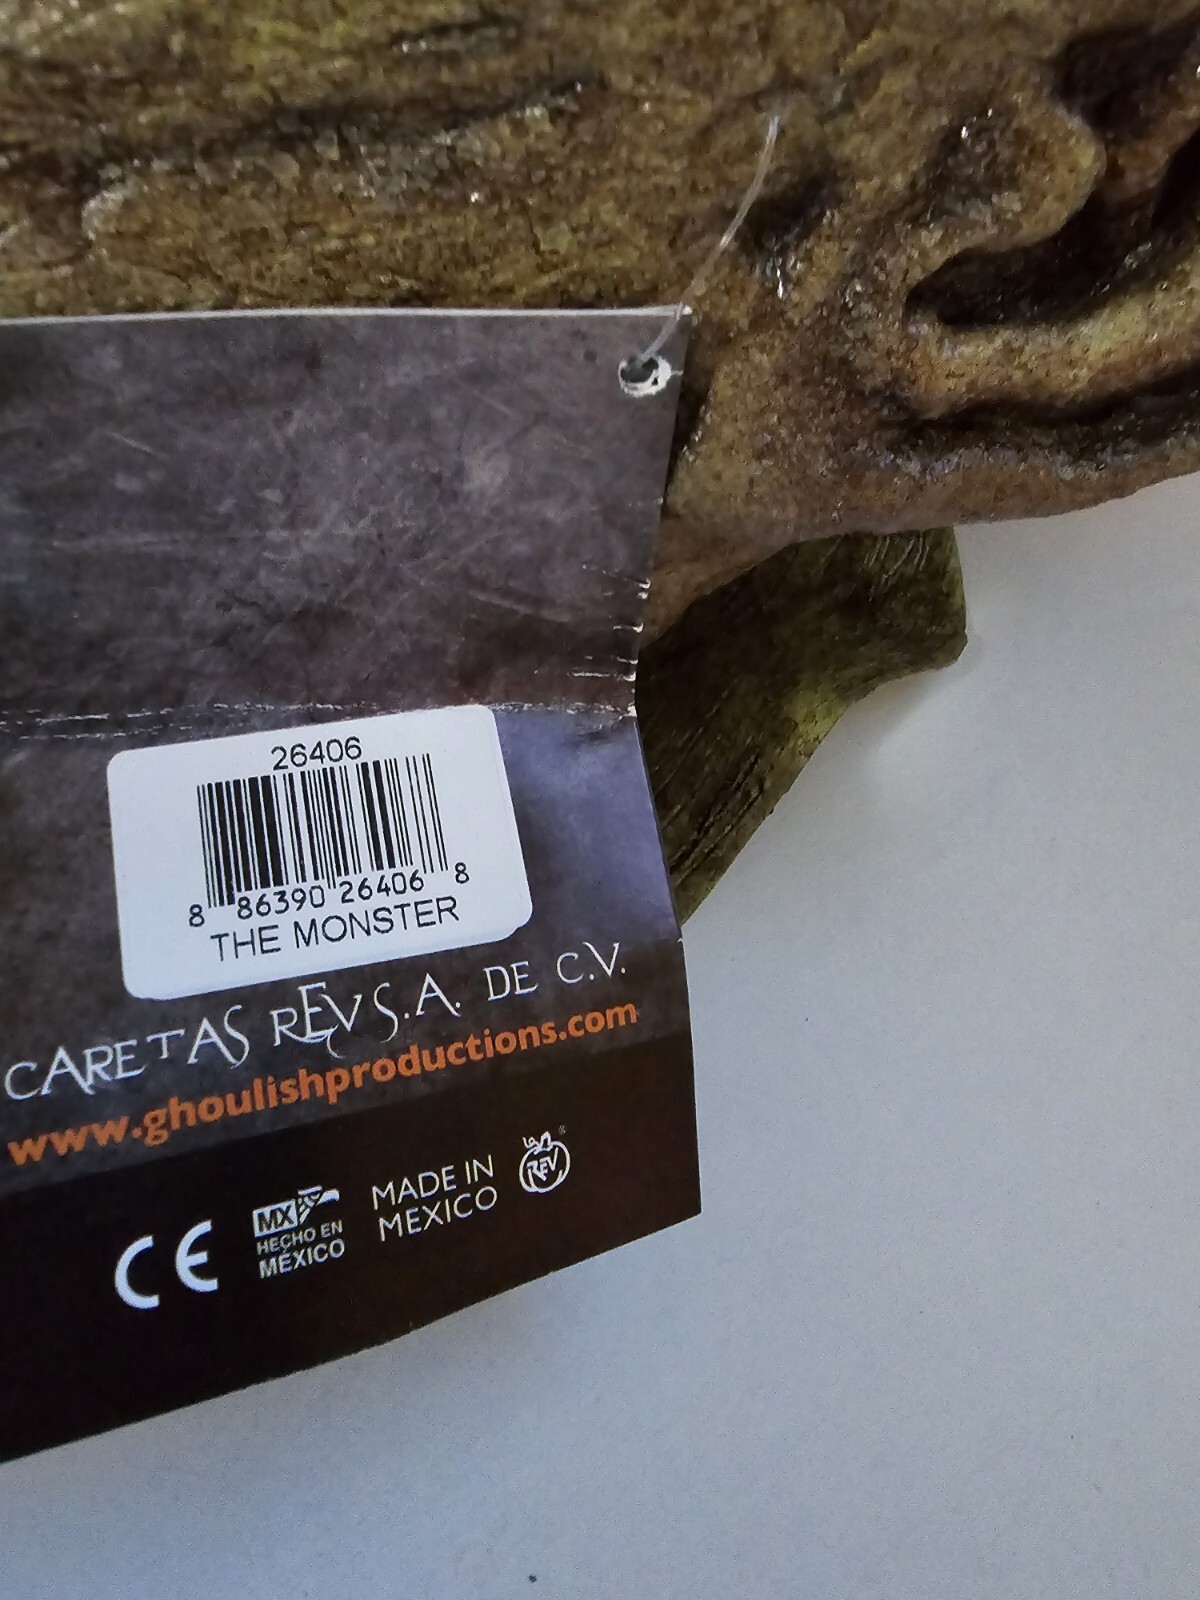 26406
8 86390 26406 8
THE MONSTER
CARETAS REV S.A. DE C.V.
www.ghoulishproductions.com
CE
MX
HECHO EN
MÉXICO
MADE IN
MEXICO
LA
REV
®